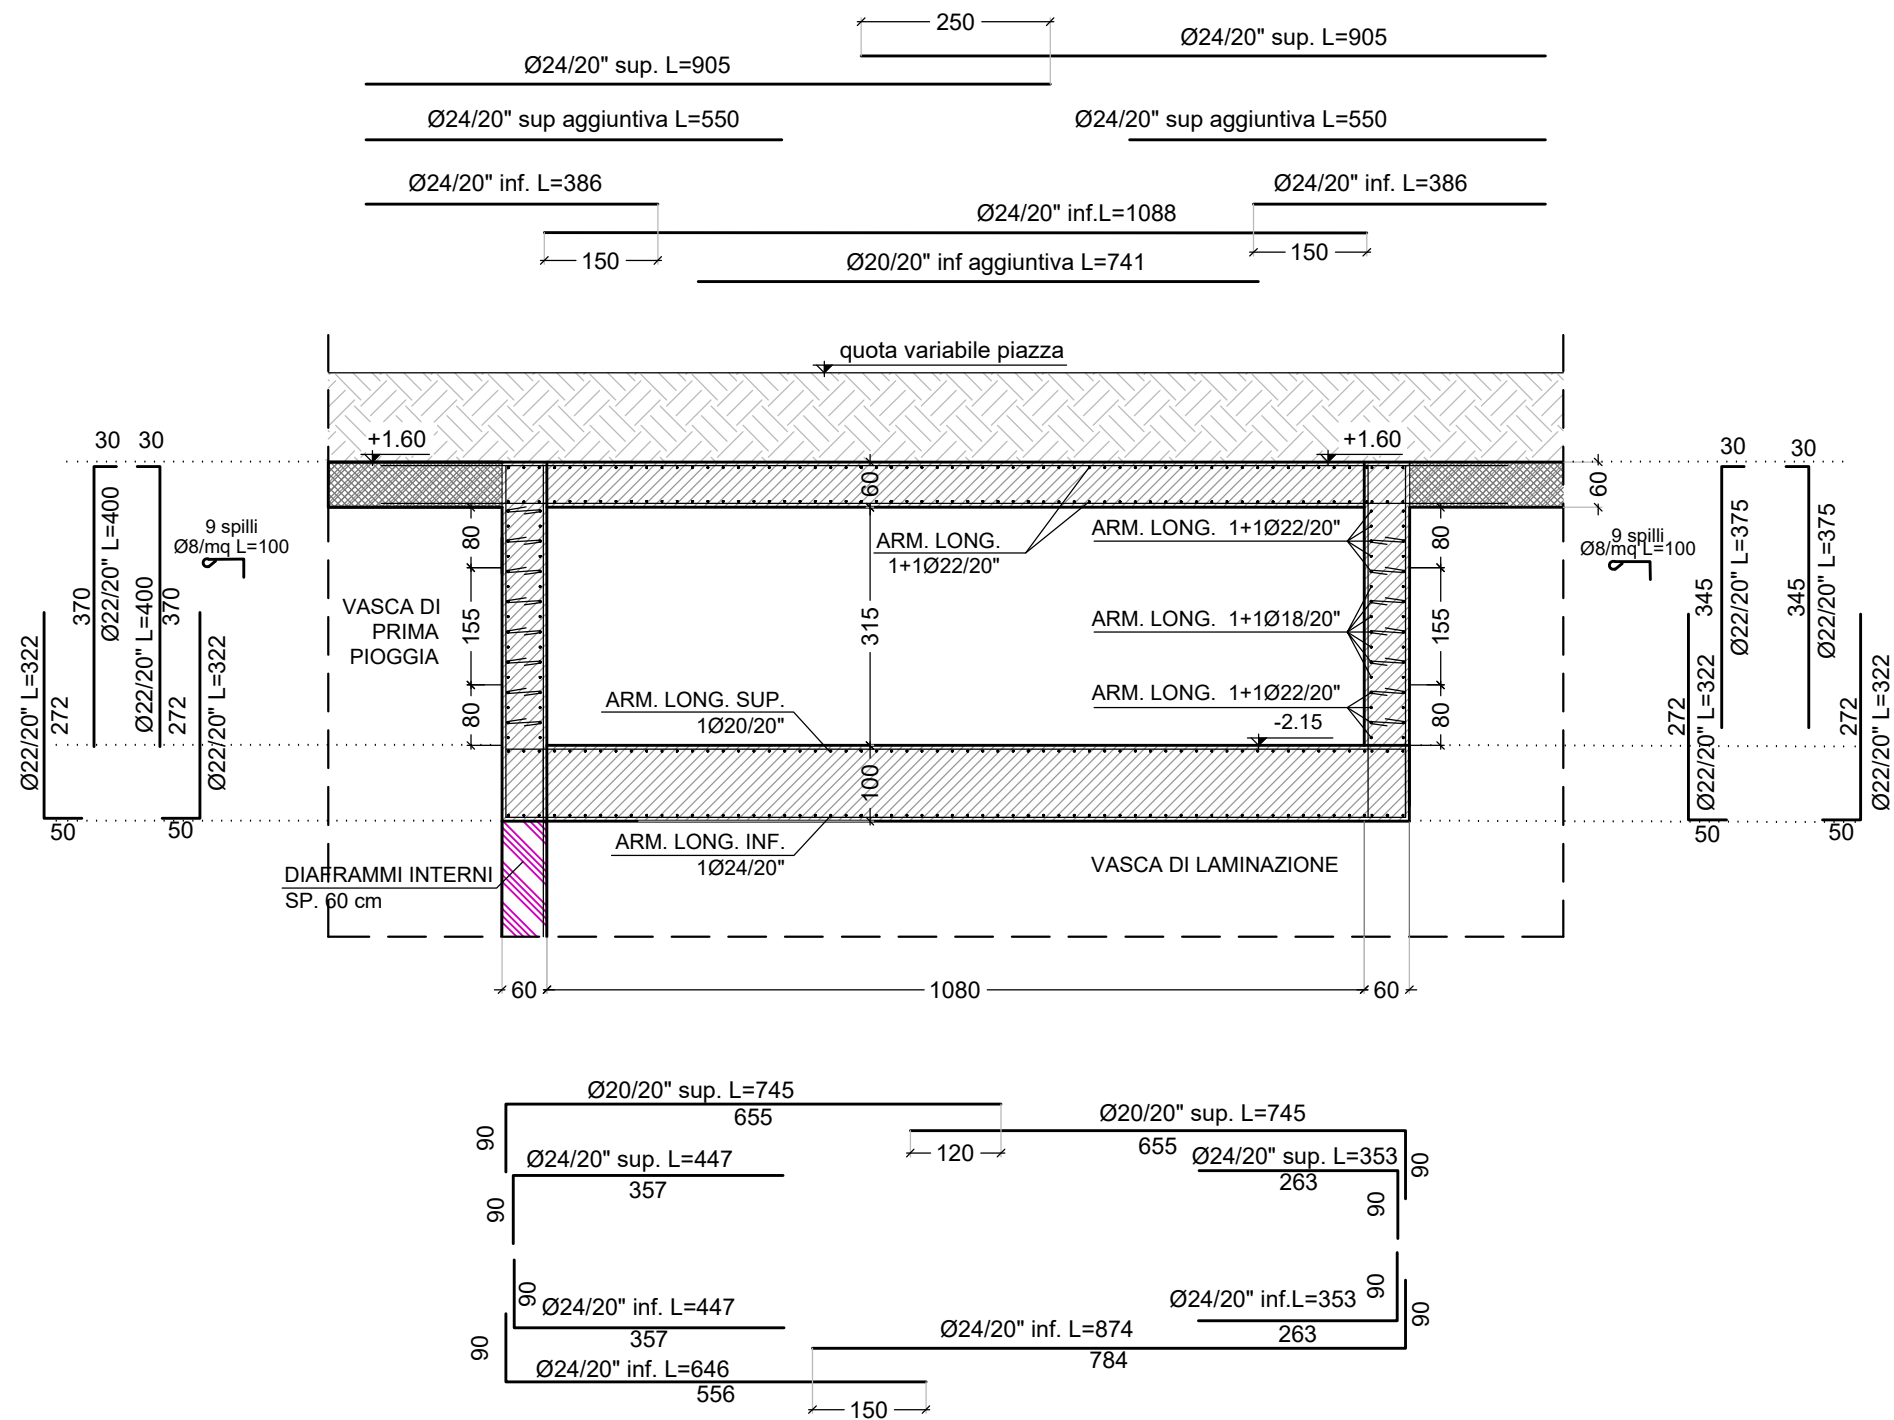 250
Ø24/20" sup. L=905
Ø24/20" sup. L=905
Ø24/20" sup aggiuntiva L=550
Ø24/20" sup aggiuntiva L=550
Ø24/20" inf. L=386
Ø24/20" inf. L=386
Ø24/20" inf.L=1088
150
150
Ø20/20" inf aggiuntiva L=741
quota variabile piazza
+1.60
+1.60
30
30
30
30
370
Ø22/20" L=400
Ø22/20" L=400
370
9 spilli
Ø8/mq L=100
Ø22/20" L=322
272
272
Ø22/20" L=322
50
50
60
60
80
155
80
315
100
80
155
80
VASCA DI
PRIMA
PIOGGIA
ARM. LONG.
1+1Ø22/20"
ARM. LONG. 1+1Ø22/20"
ARM. LONG. 1+1Ø18/20"
ARM. LONG. 1+1Ø22/20"
-2.15
ARM. LONG. SUP.
1Ø20/20"
ARM. LONG. INF.
1Ø24/20"
DIAFRAMMI INTERNI
SP. 60 cm
VASCA DI LAMINAZIONE
9 spilli
Ø8/mq L=100
345
Ø22/20" L=375
345
Ø22/20" L=375
272
Ø22/20" L=322
272
Ø22/20" L=322
50
50
60
1080
60
Ø20/20" sup. L=745
655
90
Ø20/20" sup. L=745
655
120
90
Ø24/20" sup. L=447
357
90
Ø24/20" sup. L=353
263
90
90
Ø24/20" inf. L=447
357
90
Ø24/20" inf.L=353
263
Ø24/20" inf. L=874
784
90
90
Ø24/20" inf. L=646
556
150